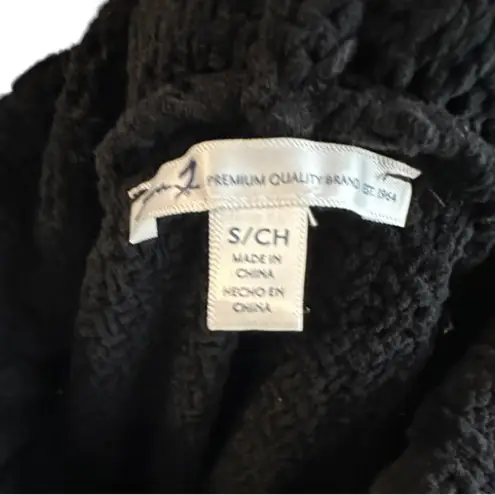 PREMIUM QUALITY BRAND EST. 1964
S/CH
MADE IN
CHINA
HECHO EN
CHINA